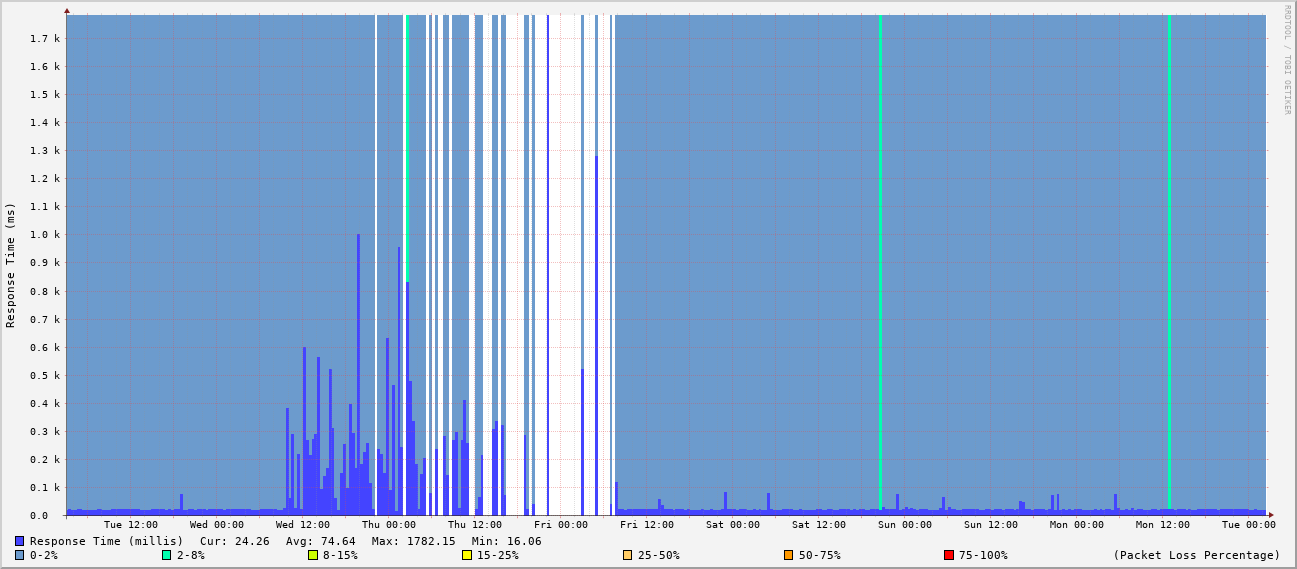 RRDTOOL / TOBI OETIKER
Response Time (ms)
1.7 k
1.6 k
1.5 k
1.4 k
1.3 k
1.2 k
1.1 k
1.0 k
0.9 k
0.8 k
0.7 k
0.6 k
0.5 k
0.4 k
0.3 k
0.2 k
0.1 k
0.0
Tue 12:00 Wed 00:00 Wed 12:00 Thu 00:00 Thu 12:00 Fri 00:00 Fri 12:00 Sat 00:00 Sat 12:00 Sun 00:00 Sun 12:00 Mon 00:00 Mon 12:00 Tue 00:00
Response Time (millis) Cur: 24.26 Avg: 74.64 Max: 1782.15 Min: 16.06
0-2% 2-8% 8-15% 15-25% 25-50% 50-75% 75-100% (Packet Loss Percentage)